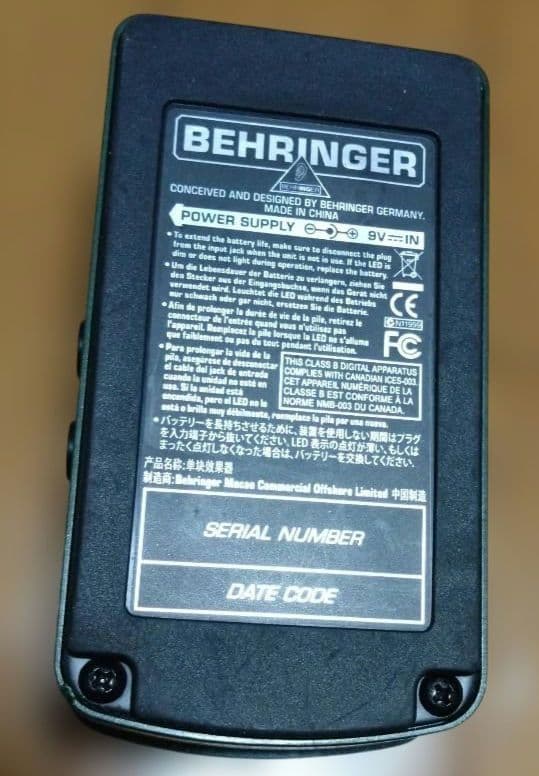 BEHRINGER
BEHRINGER
CONCEIVED AND DESIGNED BY BEHRINGER GERMANY.
MADE IN CHINA
POWER SUPPLY 9V IN
• To extend the battery life, make sure to disconnect the plug
from the input jack when the unit is not in use. If the LED is
dim or does not light during operation, replace the battery.
• Um die Lebensdauer der Batterie zu verlängern, ziehen Sie
den Stecker aus der Eingangsbuchse, wenn das Gerät nicht
verwendet wird. Leuchtet die LED während des Betriebs
nur schwach oder gar nicht, ersetzen Sie die Batterie.
• Afin de prolonger la durée de vie de la pile, retirez le
connecteur de l'entrée quand vous n'utilisez pas
l'appareil. Remplacez la pile lorsque la LED ne s'allume
que faiblement ou pas du tout pendant l'utilisation.
• Para prolongar la vida de la
pila, asegúrese de desconectar
el cable del jack de entrada
cuando la unidad no esté en
uso. Si la unidad está
encendida, pero el LED no le
está o brilla muy débilmente, reemplace la pila por una nueva.
CE
N11999
FC
THIS CLASS B DIGITAL APPARATUS
COMPLIES WITH CANADIAN ICES-003.
CET APPAREIL NUMÉRIQUE DE LA
CLASSE B EST CONFORME À LA
NORME NMB-003 DU CANADA.
• バッテリーを長持ちさせるために、装置を使用しない期間はプラグ
を入力端子から抜いてください。LED 表示の点灯が薄い、もしくは
まったく点灯しなくなった場合は、バッテリーを交換してください。
产品名称:单块效果器
制造商:Behringer Macao Commercial Offshore Limited 中国制造
SERIAL NUMBER
DATE CODE